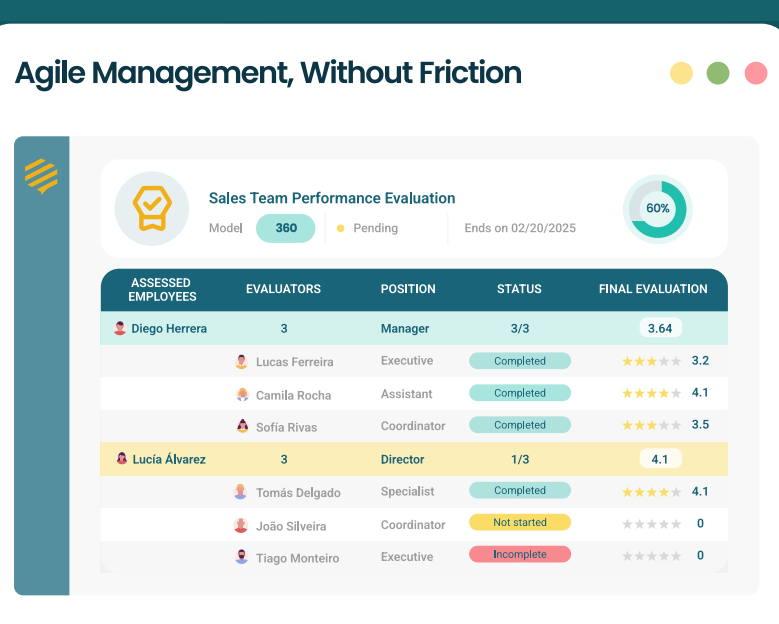 Agile Management, Without Friction
Sales Team Performance Evaluation
Model 360 Pending Ends on 02/20/2025
60%
ASSESSED EMPLOYEES EVALUATORS POSITION STATUS FINAL EVALUATION
Diego Herrera 3 Manager 3/3 3.64
Lucas Ferreira Executive Completed 3.2
Camila Rocha Assistant Completed 4.1
Sofía Rivas Coordinator Completed 3.5
Lucía Álvarez 3 Director 1/3 4.1
Tomás Delgado Specialist Completed 4.1
João Silveira Coordinator Not started 0
Tiago Monteiro Executive Incomplete 0